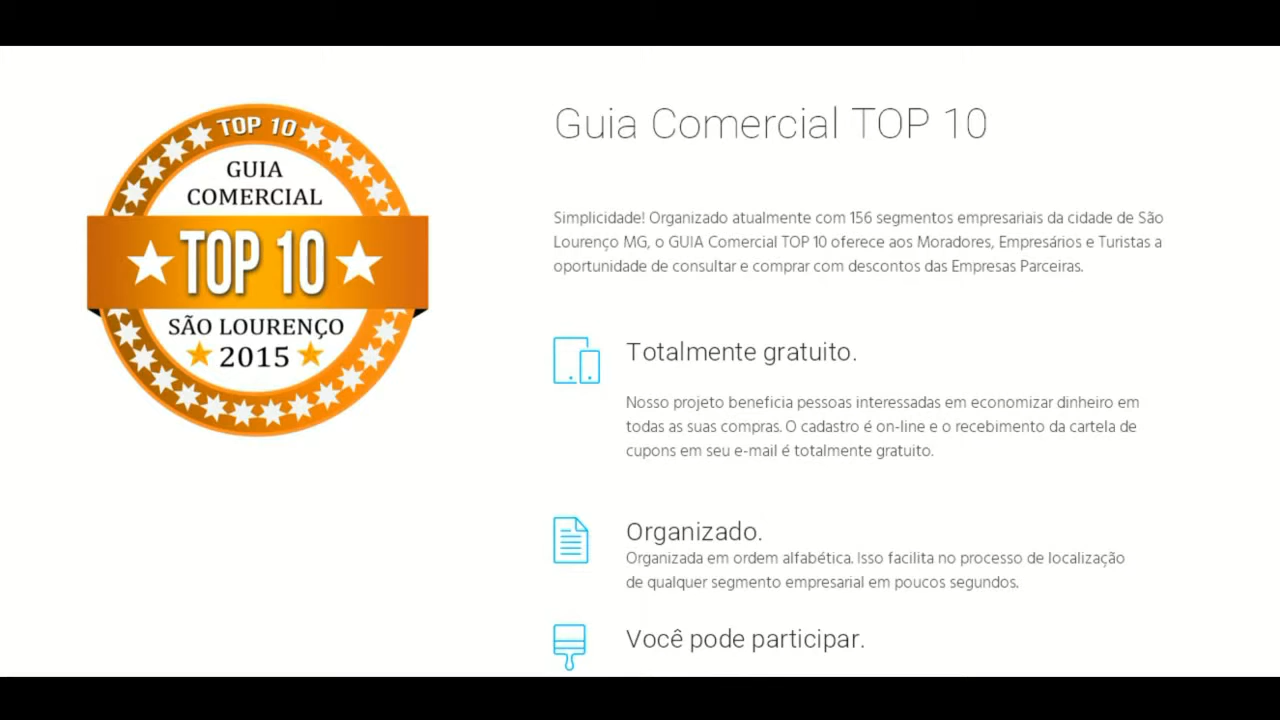 TOP 10
GUIA
COMERCIAL
TOP 10
SÃO LOURENÇO
2015
Guia Comercial TOP 10
Simplicidade! Organizado atualmente com 156 segmentos empresariais da cidade de São
Lourenço MG, o GUIA Comercial TOP 10 oferece aos Moradores, Empresários e Turistas a
oportunidade de consultar e comprar com descontos das Empresas Parceiras.
Totalmente gratuito.
Nosso projeto beneficia pessoas interessadas em economizar dinheiro em
todas as suas compras. O cadastro é on-line e o recebimento da cartela de
cupons em seu e-mail é totalmente gratuito.
Organizado.
Organizada em ordem alfabética. Isso facilita no processo de localização
de qualquer segmento empresarial em poucos segundos.
Você pode participar.